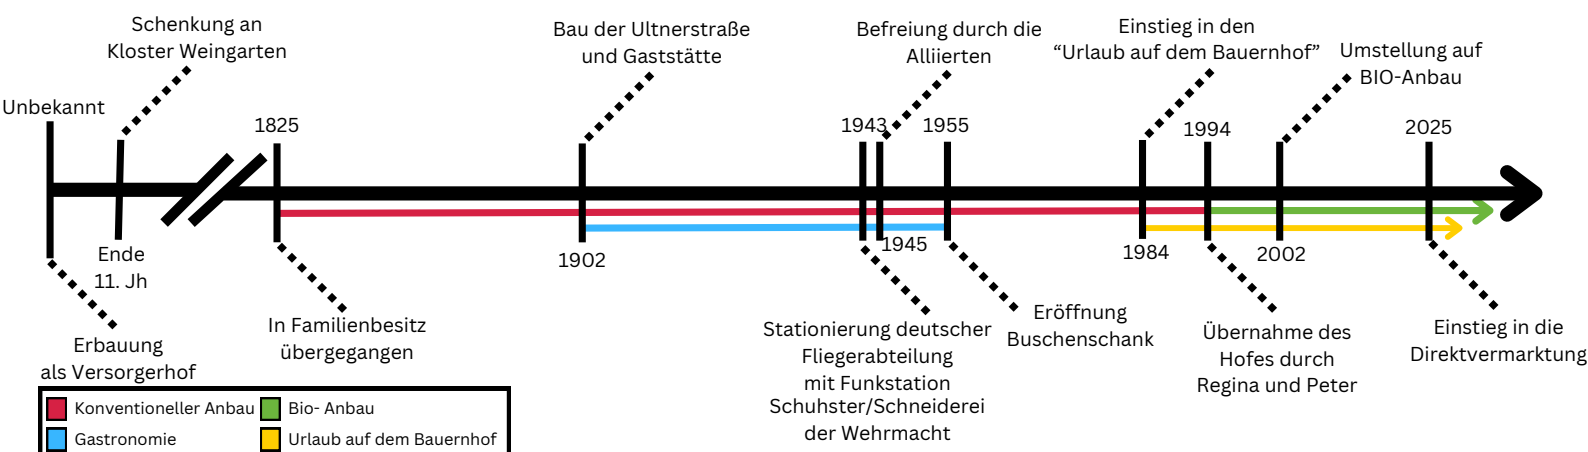 Schenkung an
Kloster Weingarten
Bau der Ultnerstraße
und Gaststätte
Befreiung durch die
Alliierten
Einstieg in den
“Urlaub auf dem Bauernhof”
Umstellung auf
BIO-Anbau
Unbekannt
1825
1943
1955
1994
2025
Ende
11. Jh
1902
1945
1984
2002
Erbauung
als Versorgerhof
In Familienbesitz
übergegangen
Stationierung deutscher
Fliegerabteilung
mit Funkstation
Schuhster/Schneiderei
der Wehrmacht
Eröffnung
Buschenschank
Übernahme des
Hofes durch
Regina und Peter
Einstieg in die
Direktvermarktung
Konventioneller Anbau
Bio- Anbau
Gastronomie
Urlaub auf dem Bauernhof